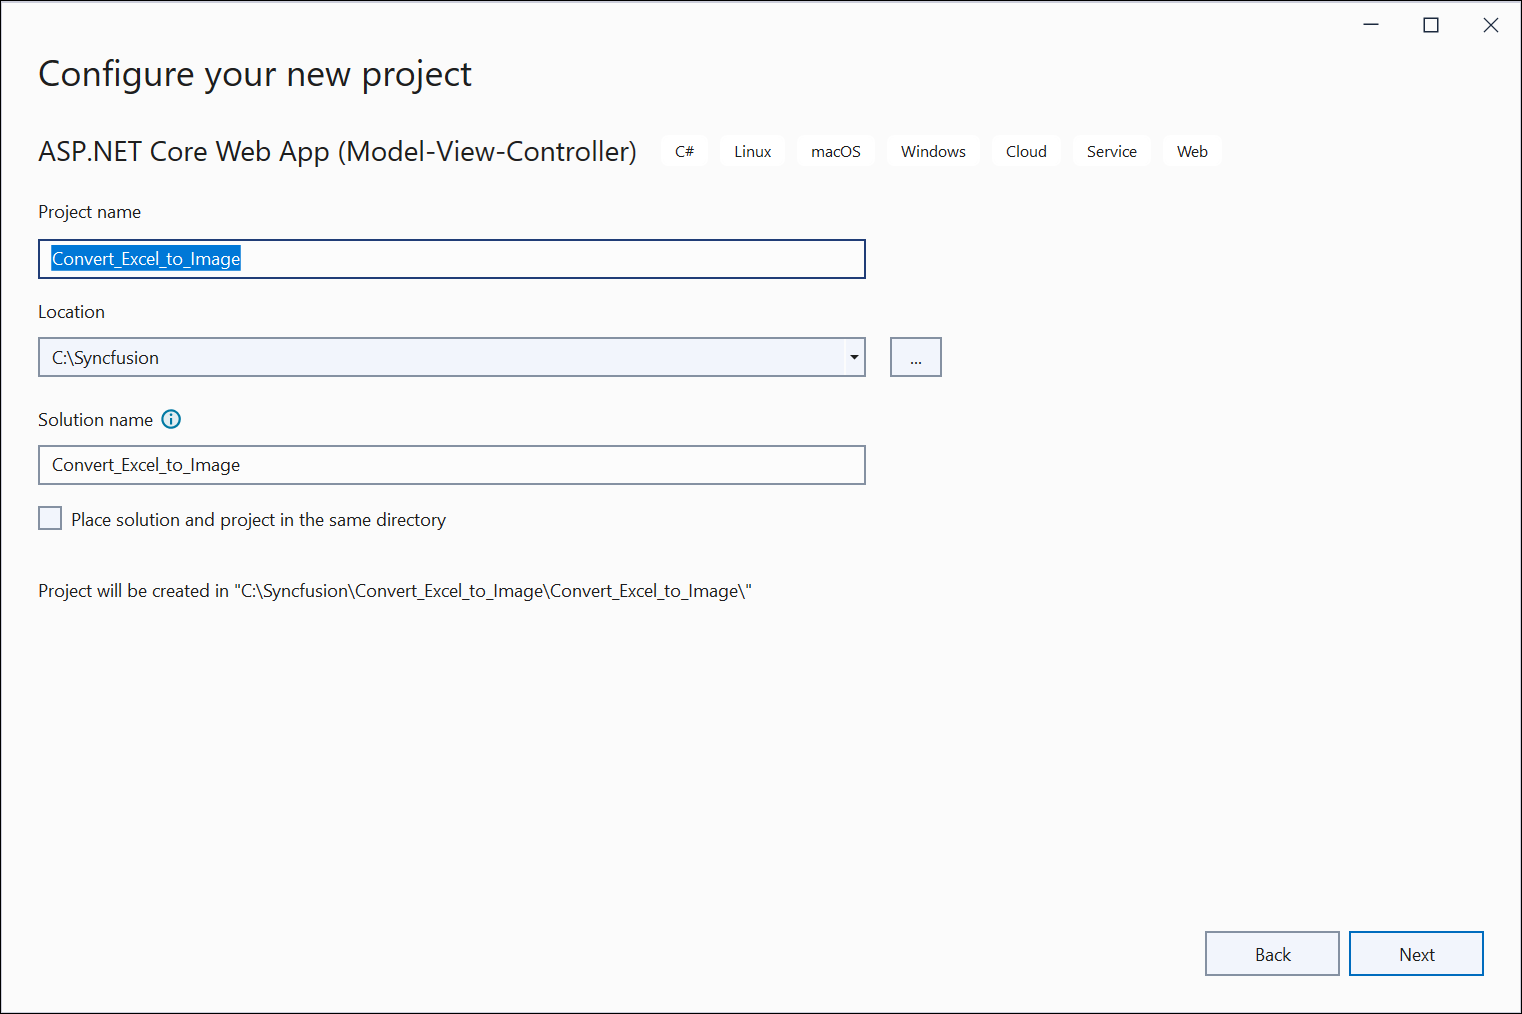 Configure your new project
ASP.NET Core Web App (Model-View-Controller) C# Linux macOS Windows Cloud Service Web
Project name
Convert_Excel_to_Image
Location
C:\Syncfusion ...
Solution name
Convert_Excel_to_Image
Place solution and project in the same directory
Project will be created in "C:\Syncfusion\Convert_Excel_to_Image\Convert_Excel_to_Image\"
Back Next